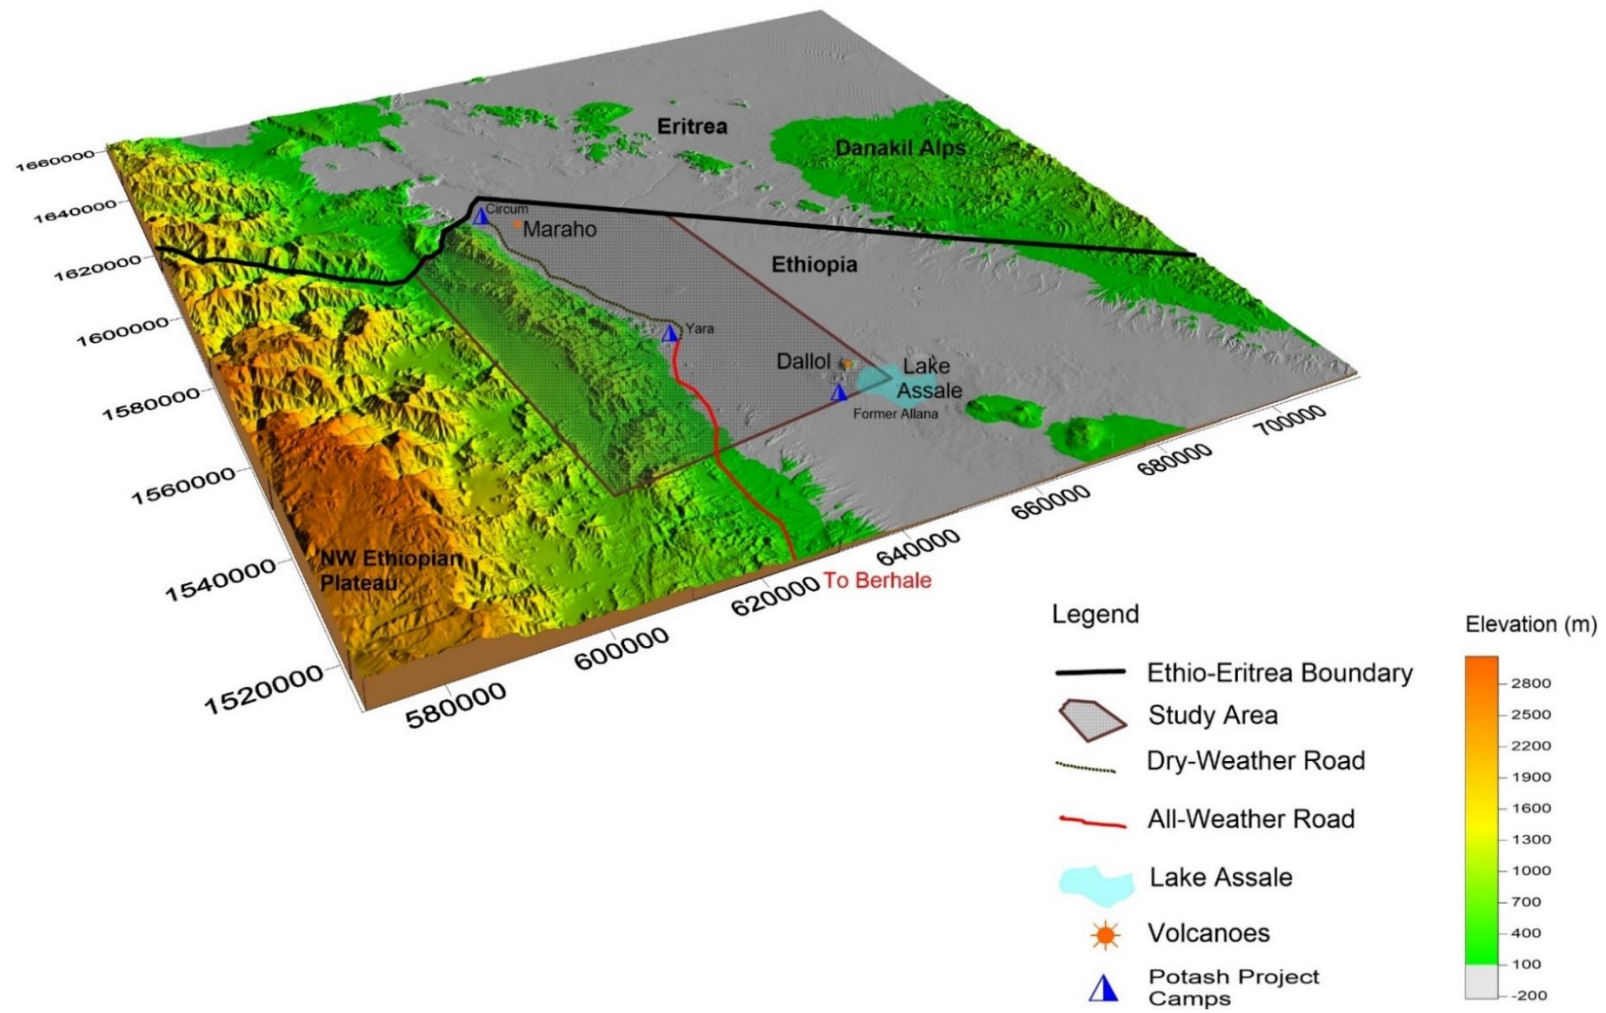 Eritrea
Danakil Alps
1660000
1640000
1620000
1600000
1580000
1560000
1540000
1520000
Circum
Maraho
Ethiopia
Yara
Dallol
Lake
Assale
Former Allana
NW Ethiopian
Plateau
580000
600000
620000
640000
660000
680000
700000
To Berhale
Legend
Ethio-Eritrea Boundary
Study Area
Dry-Weather Road
All-Weather Road
Lake Assale
Volcanoes
Potash Project
Camps
Elevation (m)
2800
2500
2200
1900
1600
1300
1000
700
400
100
-200